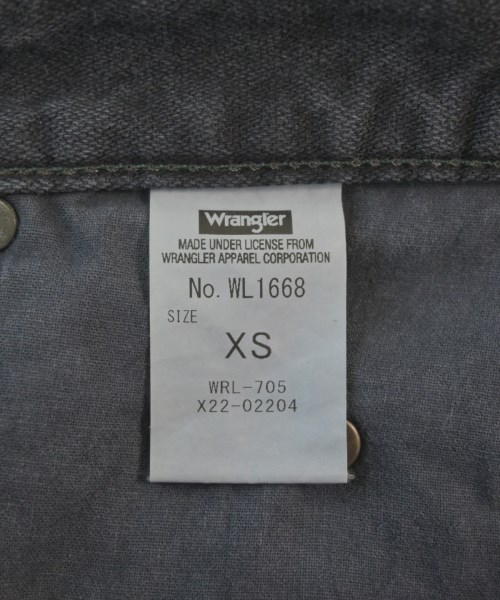 Wrangler
MADE UNDER LICENSE FROM
WRANGLER APPAREL CORPORATION
No. WL1668
SIZE
XS
WRL-705
X22-02204